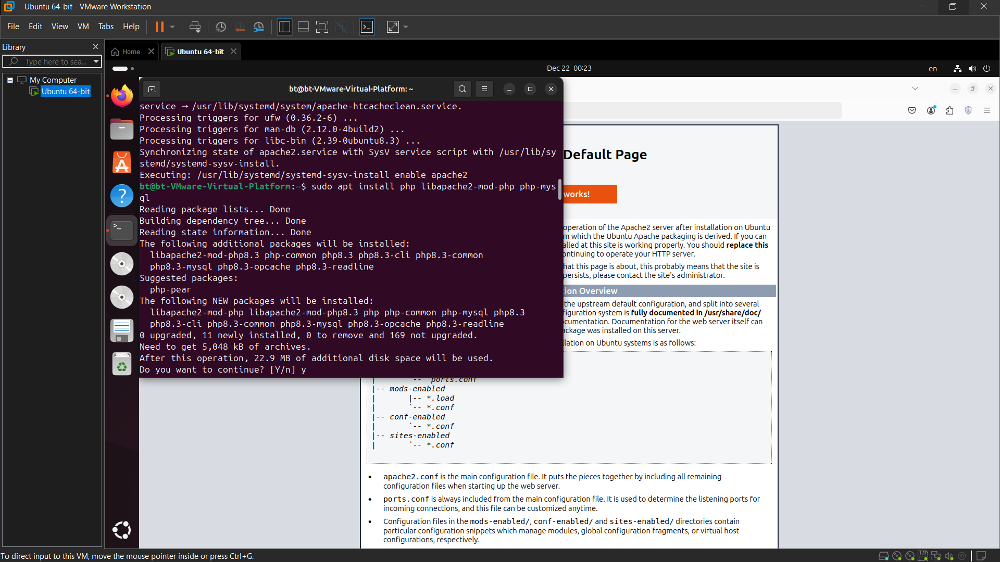 Ubuntu 64-bit - VMware Workstation
File Edit View VM Tabs Help
Library
Type here to sea...
My Computer
Ubuntu 64-bit
Home
Ubuntu 64-bit
Dec 22 00:23
en
bt@bt-VMware-Virtual-Platform: ~
service → /usr/lib/systemd/system/apache-htcacheclean.service.
Processing triggers for ufw (0.36.2-6) ...
Processing triggers for man-db (2.12.0-4build2) ...
Processing triggers for libc-bin (2.39-0ubuntu8.3) ...
Synchronizing state of apache2.service with SysV service script with /usr/lib/sy
stemd/systemd-sysv-install.
Executing: /usr/lib/systemd/systemd-sysv-install enable apache2
bt@bt-VMware-Virtual-Platform:~$ sudo apt install php libapache2-mod-php php-mys
ql
Reading package lists... Done
Building dependency tree... Done
Reading state information... Done
The following additional packages will be installed:
libapache2-mod-php8.3 php-common php8.3 php8.3-cli php8.3-common
php8.3-mysql php8.3-opcache php8.3-readline
Suggested packages:
php-pear
The following NEW packages will be installed:
libapache2-mod-php libapache2-mod-php8.3 php php-common php-mysql php8.3
php8.3-cli php8.3-common php8.3-mysql php8.3-opcache php8.3-readline
0 upgraded, 11 newly installed, 0 to remove and 169 not upgraded.
Need to get 5,048 kB of archives.
After this operation, 22.9 MB of additional disk space will be used.
Do you want to continue? [Y/n] y
Default Page
works!
operation of the Apache2 server after installation on Ubuntu
m which the Ubuntu Apache packaging is derived. If you can
alled at this site is working properly. You should replace this
ontinuing to operate your HTTP server.
hat this page is about, this probably means that the site is
persists, please contact the site's administrator.
tion Overview
the upstream default configuration, and split into several
figuration system is fully documented in /usr/share/doc/
ocumentation. Documentation for the web server itself can
ackage was installed on this server.
llation on Ubuntu systems is as follows:
| `-- ports.conf
|-- mods-enabled
| |-- *.load
| `-- *.conf
|-- conf-enabled
| `-- *.conf
|-- sites-enabled
| `-- *.conf
• apache2.conf is the main configuration file. It puts the pieces together by including all remaining
configuration files when starting up the web server.
• ports.conf is always included from the main configuration file. It is used to determine the listening ports for
incoming connections, and this file can be customized anytime.
• Configuration files in the mods-enabled/, conf-enabled/ and sites-enabled/ directories contain
particular configuration snippets which manage modules, global configuration fragments, or virtual host
configurations, respectively.
To direct input to this VM, move the mouse pointer inside or press Ctrl+G.